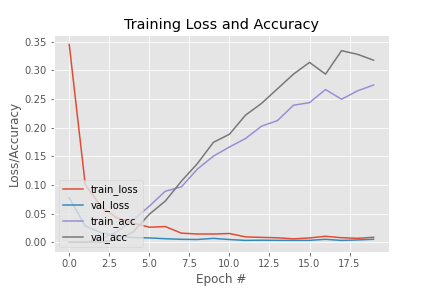 Training Loss and Accuracy
0.35
0.30
0.25
0.20
0.15
0.10
0.05
0.00
Loss/Accuracy
train_loss
val_loss
train_acc
val_acc
0.0 2.5 5.0 7.5 10.0 12.5 15.0 17.5
Epoch #